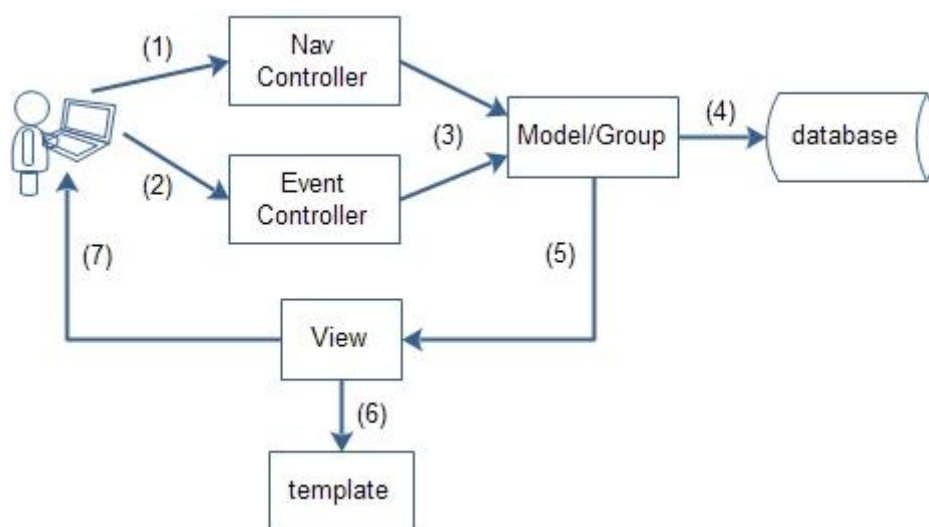 (1)
Nav
Controller
(2)
Event
Controller
(3)
Model/Group
(4)
database
(5)
(7)
View
(6)
template